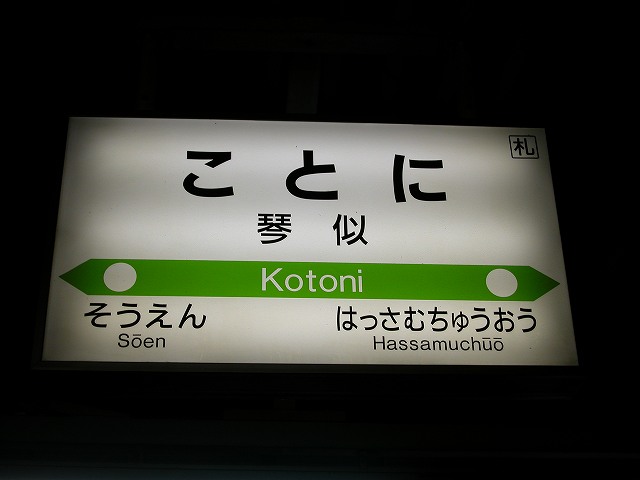 札
ことに
琴似
Kotoni
そうえん
Sōen
はっさむちゅうおう
Hassamuchūō